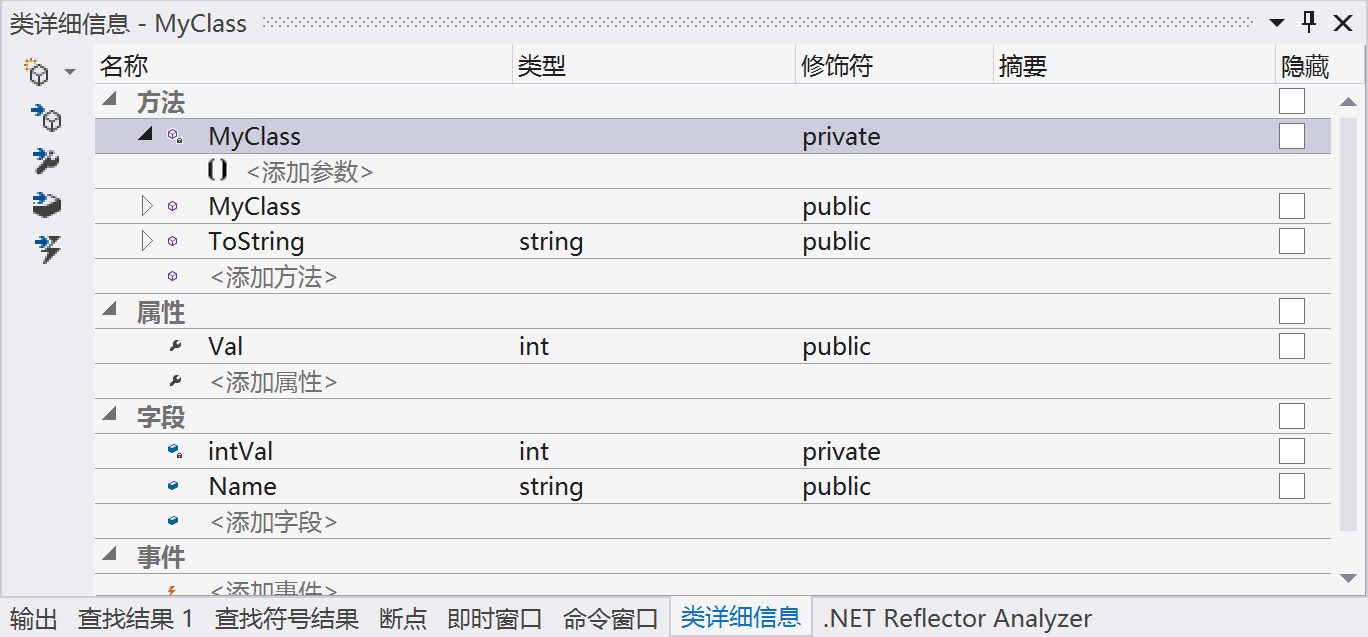 类详细信息 - MyClass
名称 类型 修饰符 摘要 隐藏
方法
MyClass private
() <添加参数>
MyClass public
ToString string public
<添加方法>
属性
Val int public
<添加属性>
字段
intVal int private
Name string public
<添加字段>
事件
<添加事件>
输出 查找结果 1 查找符号结果 断点 即时窗口 命令窗口 类详细信息 .NET Reflector Analyzer